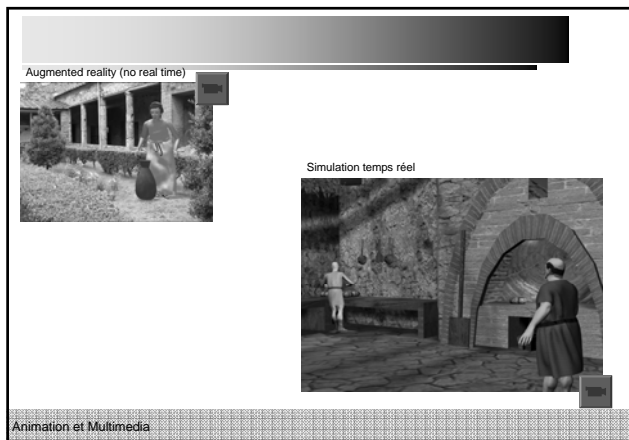 Augmented reality (no real time)
Simulation temps réel
Animation et Multimedia